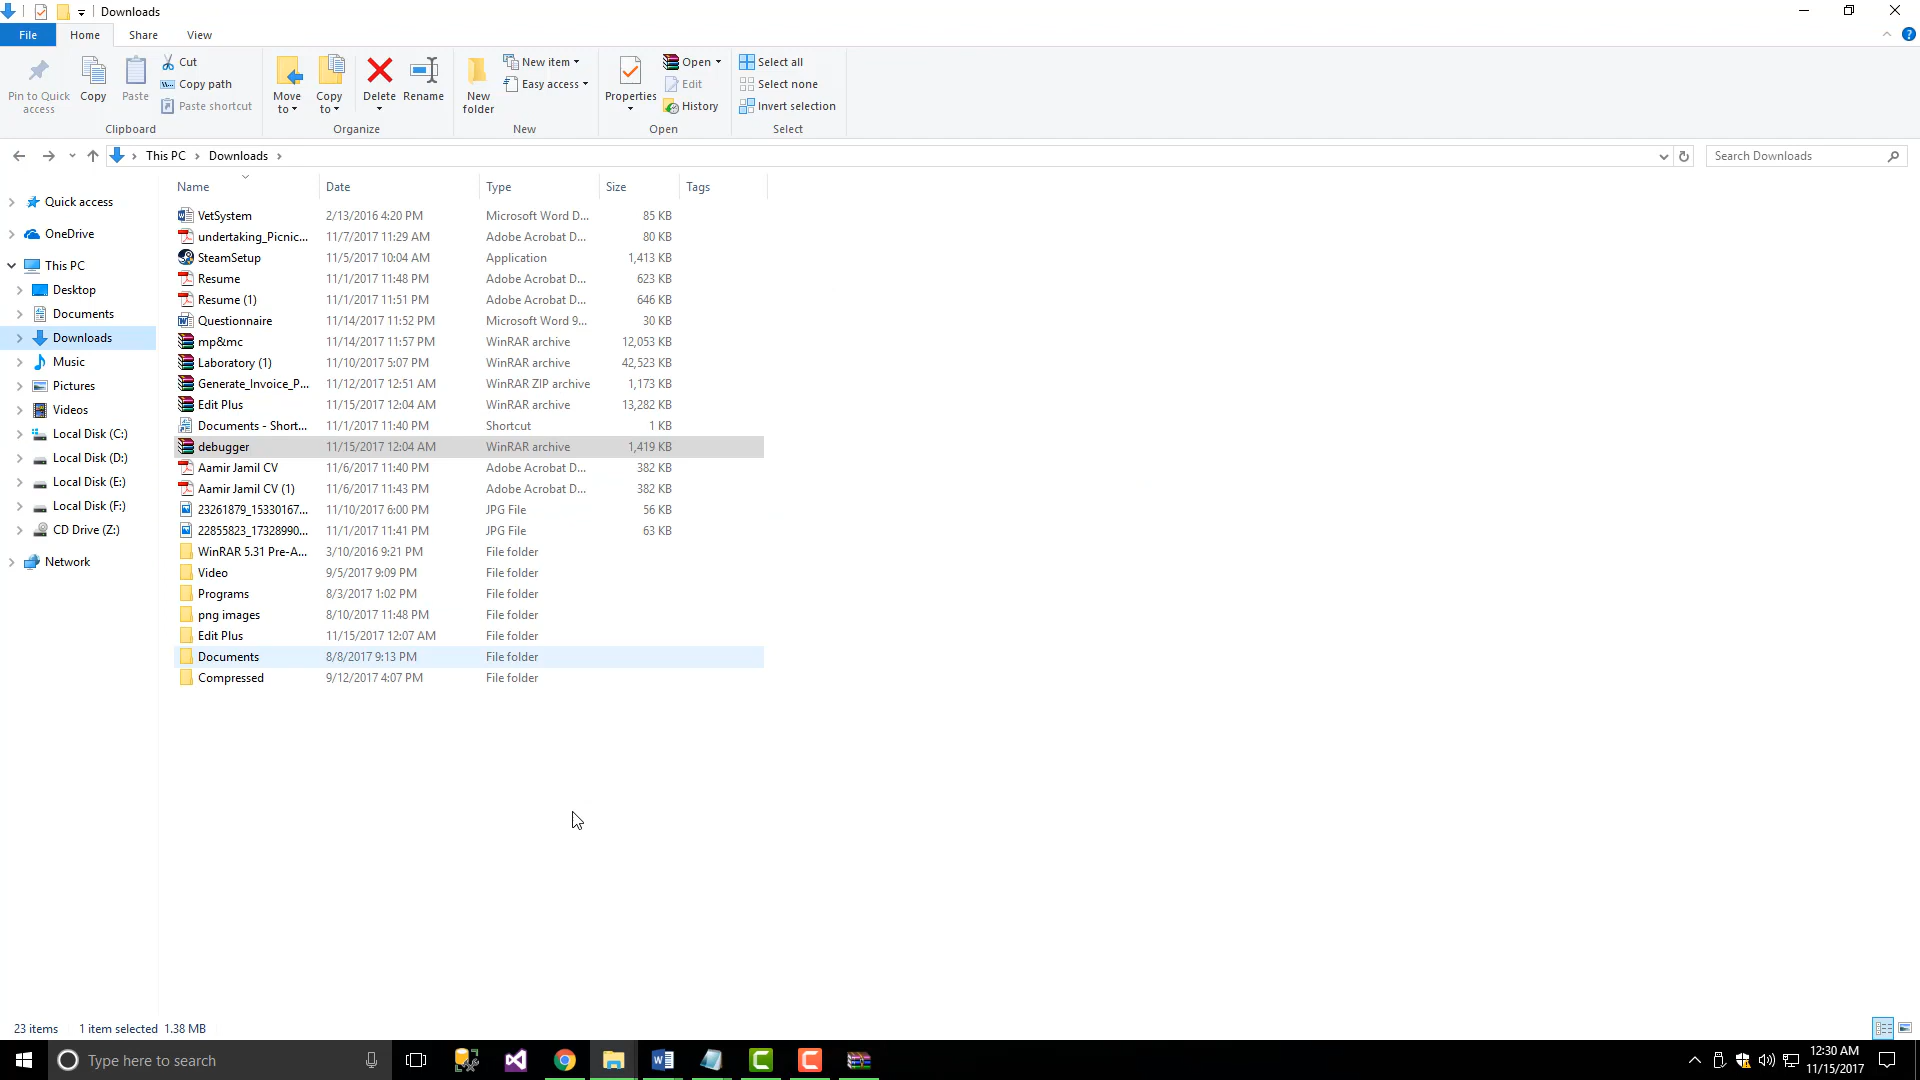 Downloads
File Home Share View
Pin to Quick access
Copy
Paste
Cut
Copy path
Paste shortcut
Clipboard
Move to
Copy to
Delete
Rename
Organize
New folder
New item
Easy access
New
Properties
Open
Edit
History
Open
Select all
Select none
Invert selection
Select
This PC Downloads
Search Downloads
Quick access
OneDrive
This PC
Desktop
Documents
Downloads
Music
Pictures
Videos
Local Disk (C:)
Local Disk (D:)
Local Disk (E:)
Local Disk (F:)
CD Drive (Z:)
Network
Name Date Type Size Tags
VetSystem 2/13/2016 4:20 PM Microsoft Word D... 85 KB
undertaking_Picnic... 11/7/2017 11:29 AM Adobe Acrobat D... 80 KB
SteamSetup 11/5/2017 10:04 AM Application 1,413 KB
Resume 11/1/2017 11:48 PM Adobe Acrobat D... 623 KB
Resume (1) 11/1/2017 11:51 PM Adobe Acrobat D... 646 KB
Questionnaire 11/14/2017 11:52 PM Microsoft Word 9... 30 KB
mp&mc 11/14/2017 11:57 PM WinRAR archive 12,053 KB
Laboratory (1) 11/10/2017 5:07 PM WinRAR archive 42,523 KB
Generate_Invoice_P... 11/12/2017 12:51 AM WinRAR ZIP archive 1,173 KB
Edit Plus 11/15/2017 12:04 AM WinRAR archive 13,282 KB
Documents - Short... 11/1/2017 11:40 PM Shortcut 1 KB
debugger 11/15/2017 12:04 AM WinRAR archive 1,419 KB
Aamir Jamil CV 11/6/2017 11:40 PM Adobe Acrobat D... 382 KB
Aamir Jamil CV (1) 11/6/2017 11:43 PM Adobe Acrobat D... 382 KB
23261879_15330167... 11/10/2017 6:00 PM JPG File 56 KB
22855823_17328990... 11/1/2017 11:41 PM JPG File 63 KB
WinRAR 5.31 Pre-A... 3/10/2016 9:21 PM File folder
Video 9/5/2017 9:09 PM File folder
Programs 8/3/2017 1:02 PM File folder
png images 8/10/2017 11:48 PM File folder
Edit Plus 11/15/2017 12:07 AM File folder
Documents 8/8/2017 9:13 PM File folder
Compressed 9/12/2017 4:07 PM File folder
23 items 1 item selected 1.38 MB
Type here to search
12:30 AM
11/15/2017